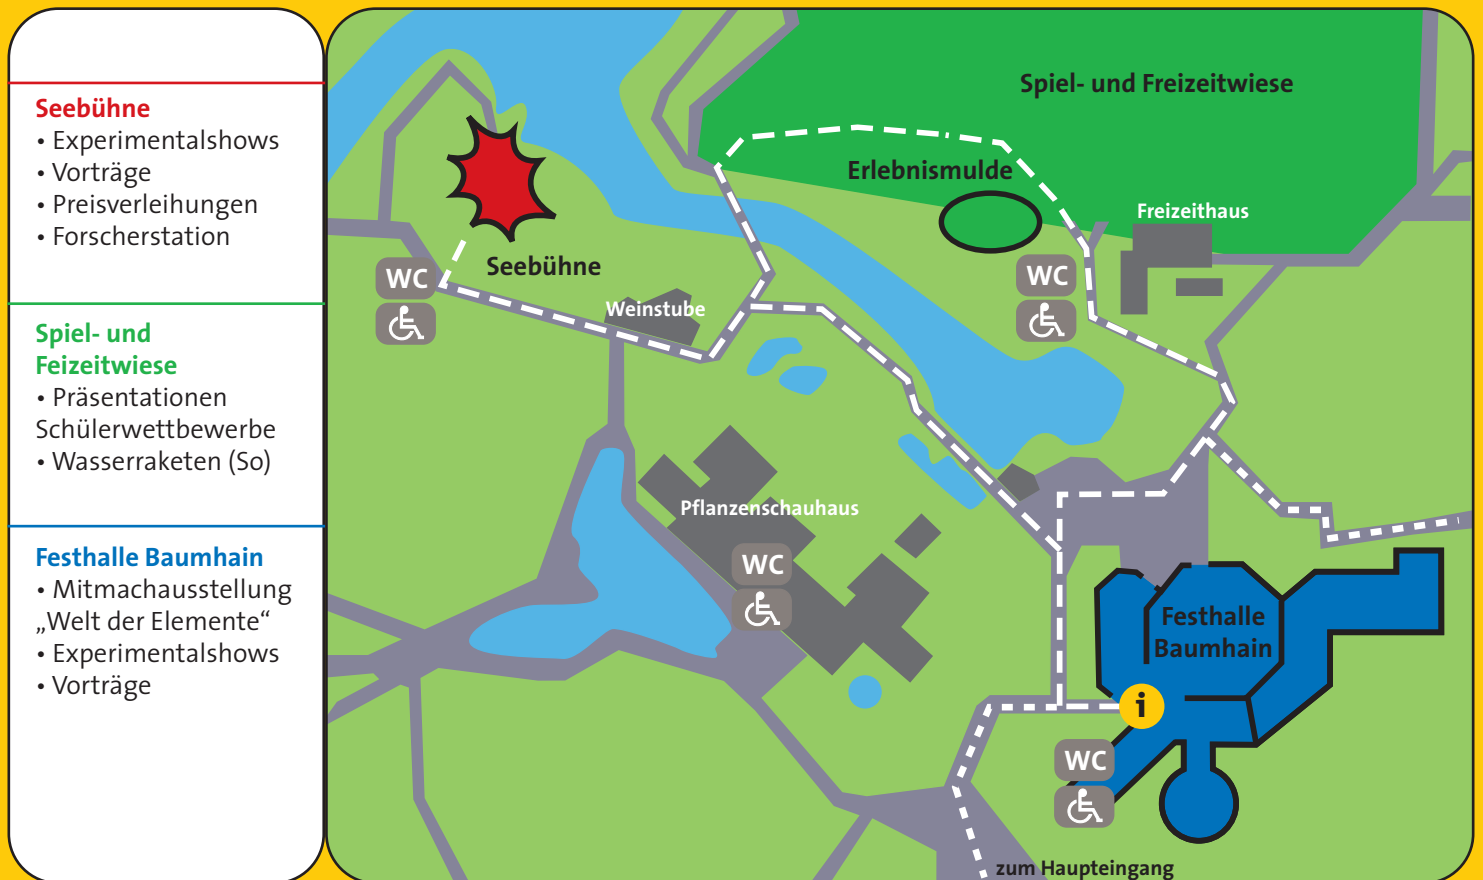 Seebühne
• Experimentalshows
• Vorträge
• Preisverleihungen
• Forscherstation
Spiel- und
Feizeitwiese
• Präsentationen
Schülerwettbewerbe
• Wasserraketen (So)
Festhalle Baumhain
• Mitmachausstellung
„Welt der Elemente“
• Experimentalshows
• Vorträge
Spiel- und Freizeitwiese
Erlebnismulde
Freizeithaus
Seebühne
WC
WC
Weinstube
Pflanzenschauhaus
WC
Festhalle
Baumhain
i
WC
zum Haupteingang